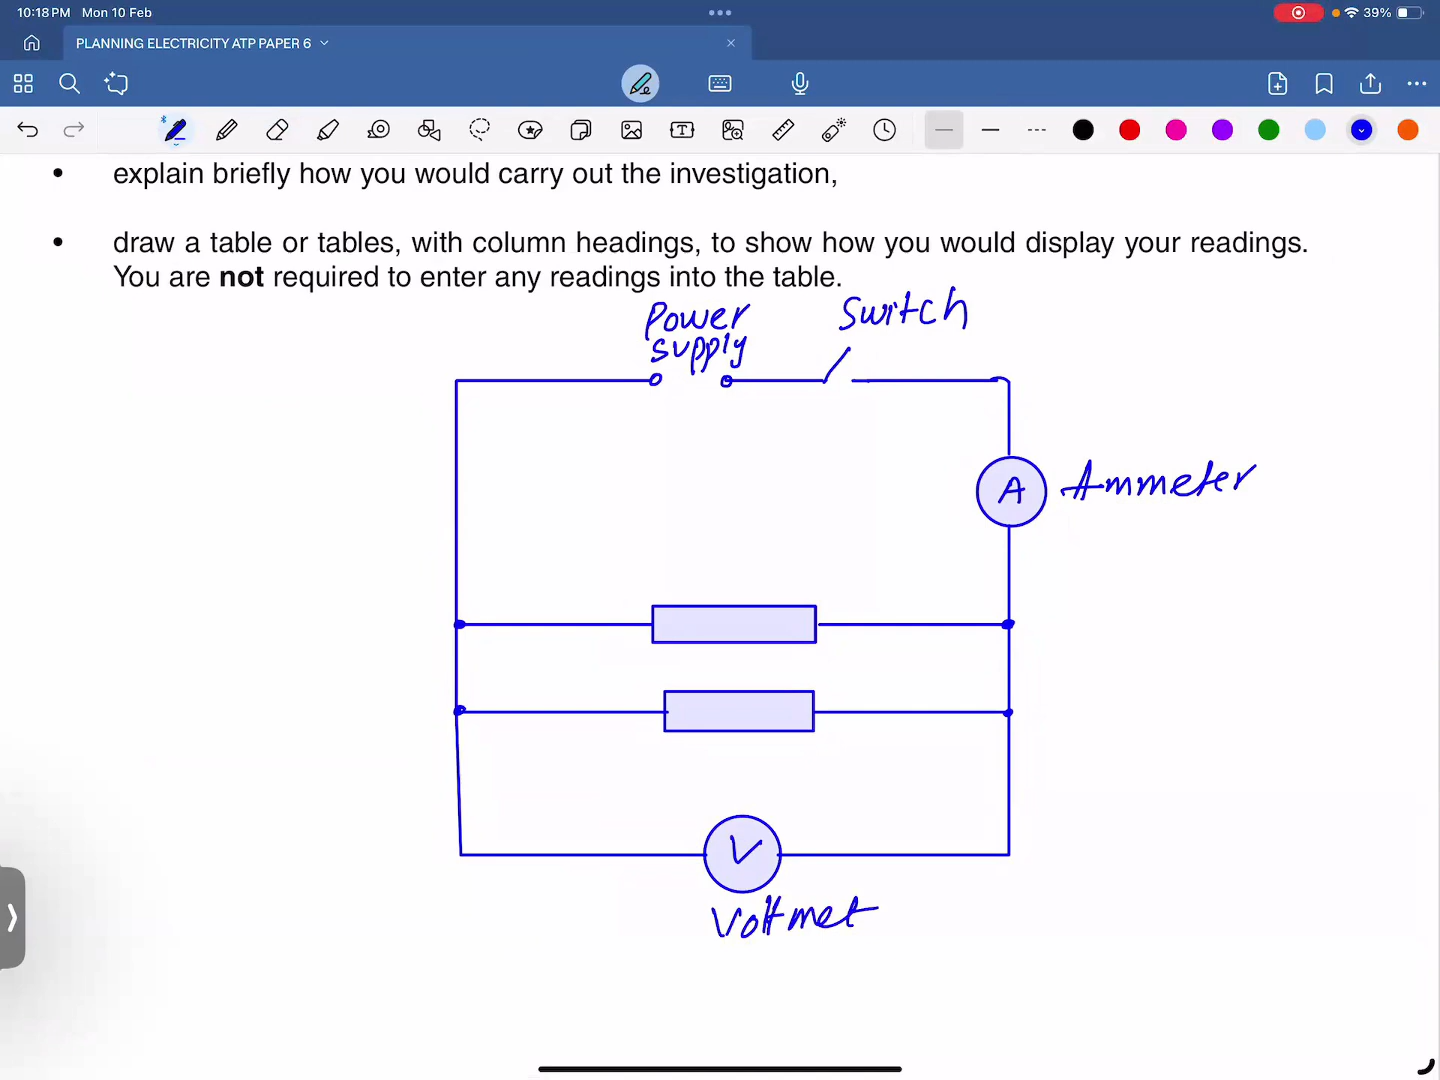 10:18 PM Mon 10 Feb
39%
PLANNING ELECTRICITY ATP PAPER 6
• explain briefly how you would carry out the investigation,
• draw a table or tables, with column headings, to show how you would display your readings.
You are not required to enter any readings into the table.
Power
supply
Switch
A
Ammeter
V
Voltmet